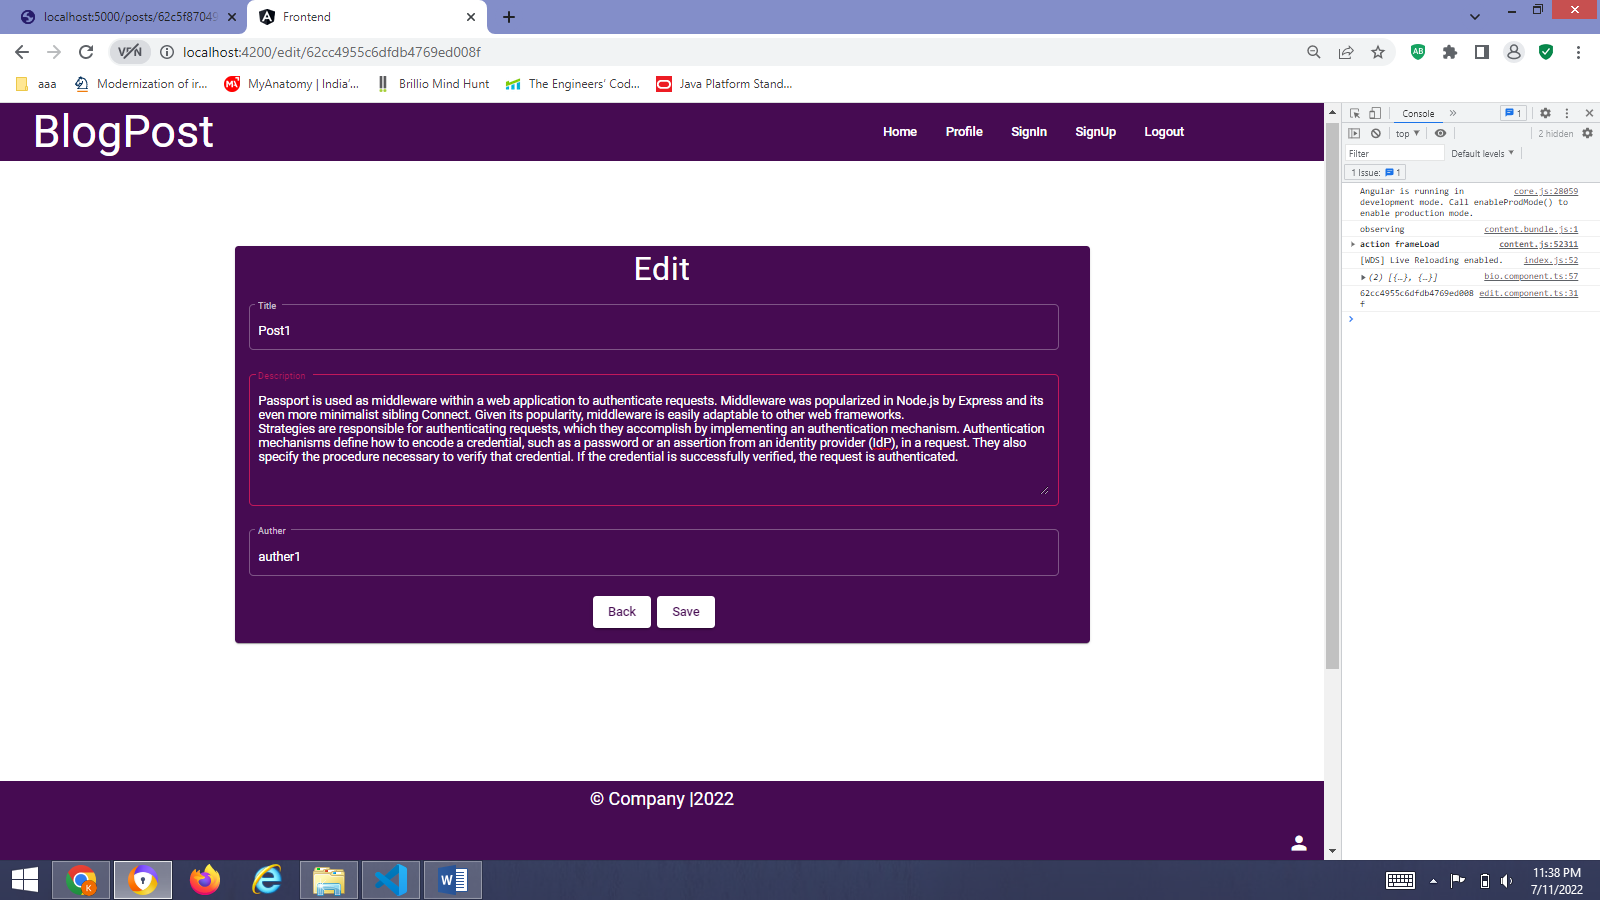 localhost:5000/posts/62c5f87049
Frontend
VPN
localhost:4200/edit/62cc4955c6dfdb4769ed008f
aaa
Modernization of ir...
MyAnatomy | India'...
Brillio Mind Hunt
The Engineers' Cod...
Java Platform Stand...
BlogPost
Home
Profile
SignIn
SignUp
Logout
Edit
Title
Post1
Description
Passport is used as middleware within a web application to authenticate requests. Middleware was popularized in Node.js by Express and its
even more minimalist sibling Connect. Given its popularity, middleware is easily adaptable to other web frameworks.
Strategies are responsible for authenticating requests, which they accomplish by implementing an authentication mechanism. Authentication
mechanisms define how to encode a credential, such as a password or an assertion from an identity provider (IdP), in a request. They also
specify the procedure necessary to verify that credential. If the credential is successfully verified, the request is authenticated.
Auther
auther1
Back
Save
© Company |2022
Console
1
top
2 hidden
Filter
Default levels
1 Issue: 1
Angular is running in core.js:28059
development mode. Call enableProdMode() to
enable production mode.
observing content.bundle.js:1
action frameLoad content.js:52311
[WDS] Live Reloading enabled. index.js:52
(2) [{…}, {…}] bio.component.ts:57
62cc4955c6dfdb4769ed008 edit.component.ts:31
f
11:38 PM
7/11/2022